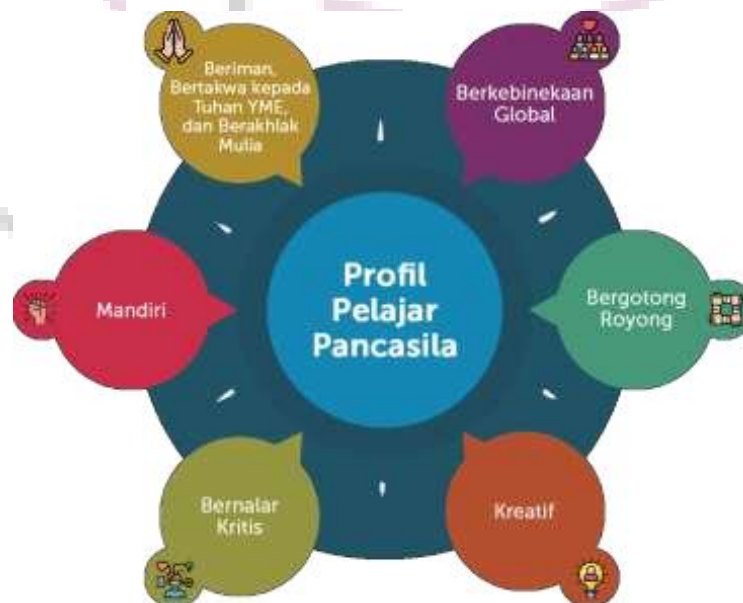 Beriman,
Bertakwa kepada
Tuhan YME,
dan Berakhlak
Mulia
Berkebinekaan
Global
Mandiri
Profil
Pelajar
Pancasila
Bergotong
Royong
Bernalar
Kritis
Kreatif